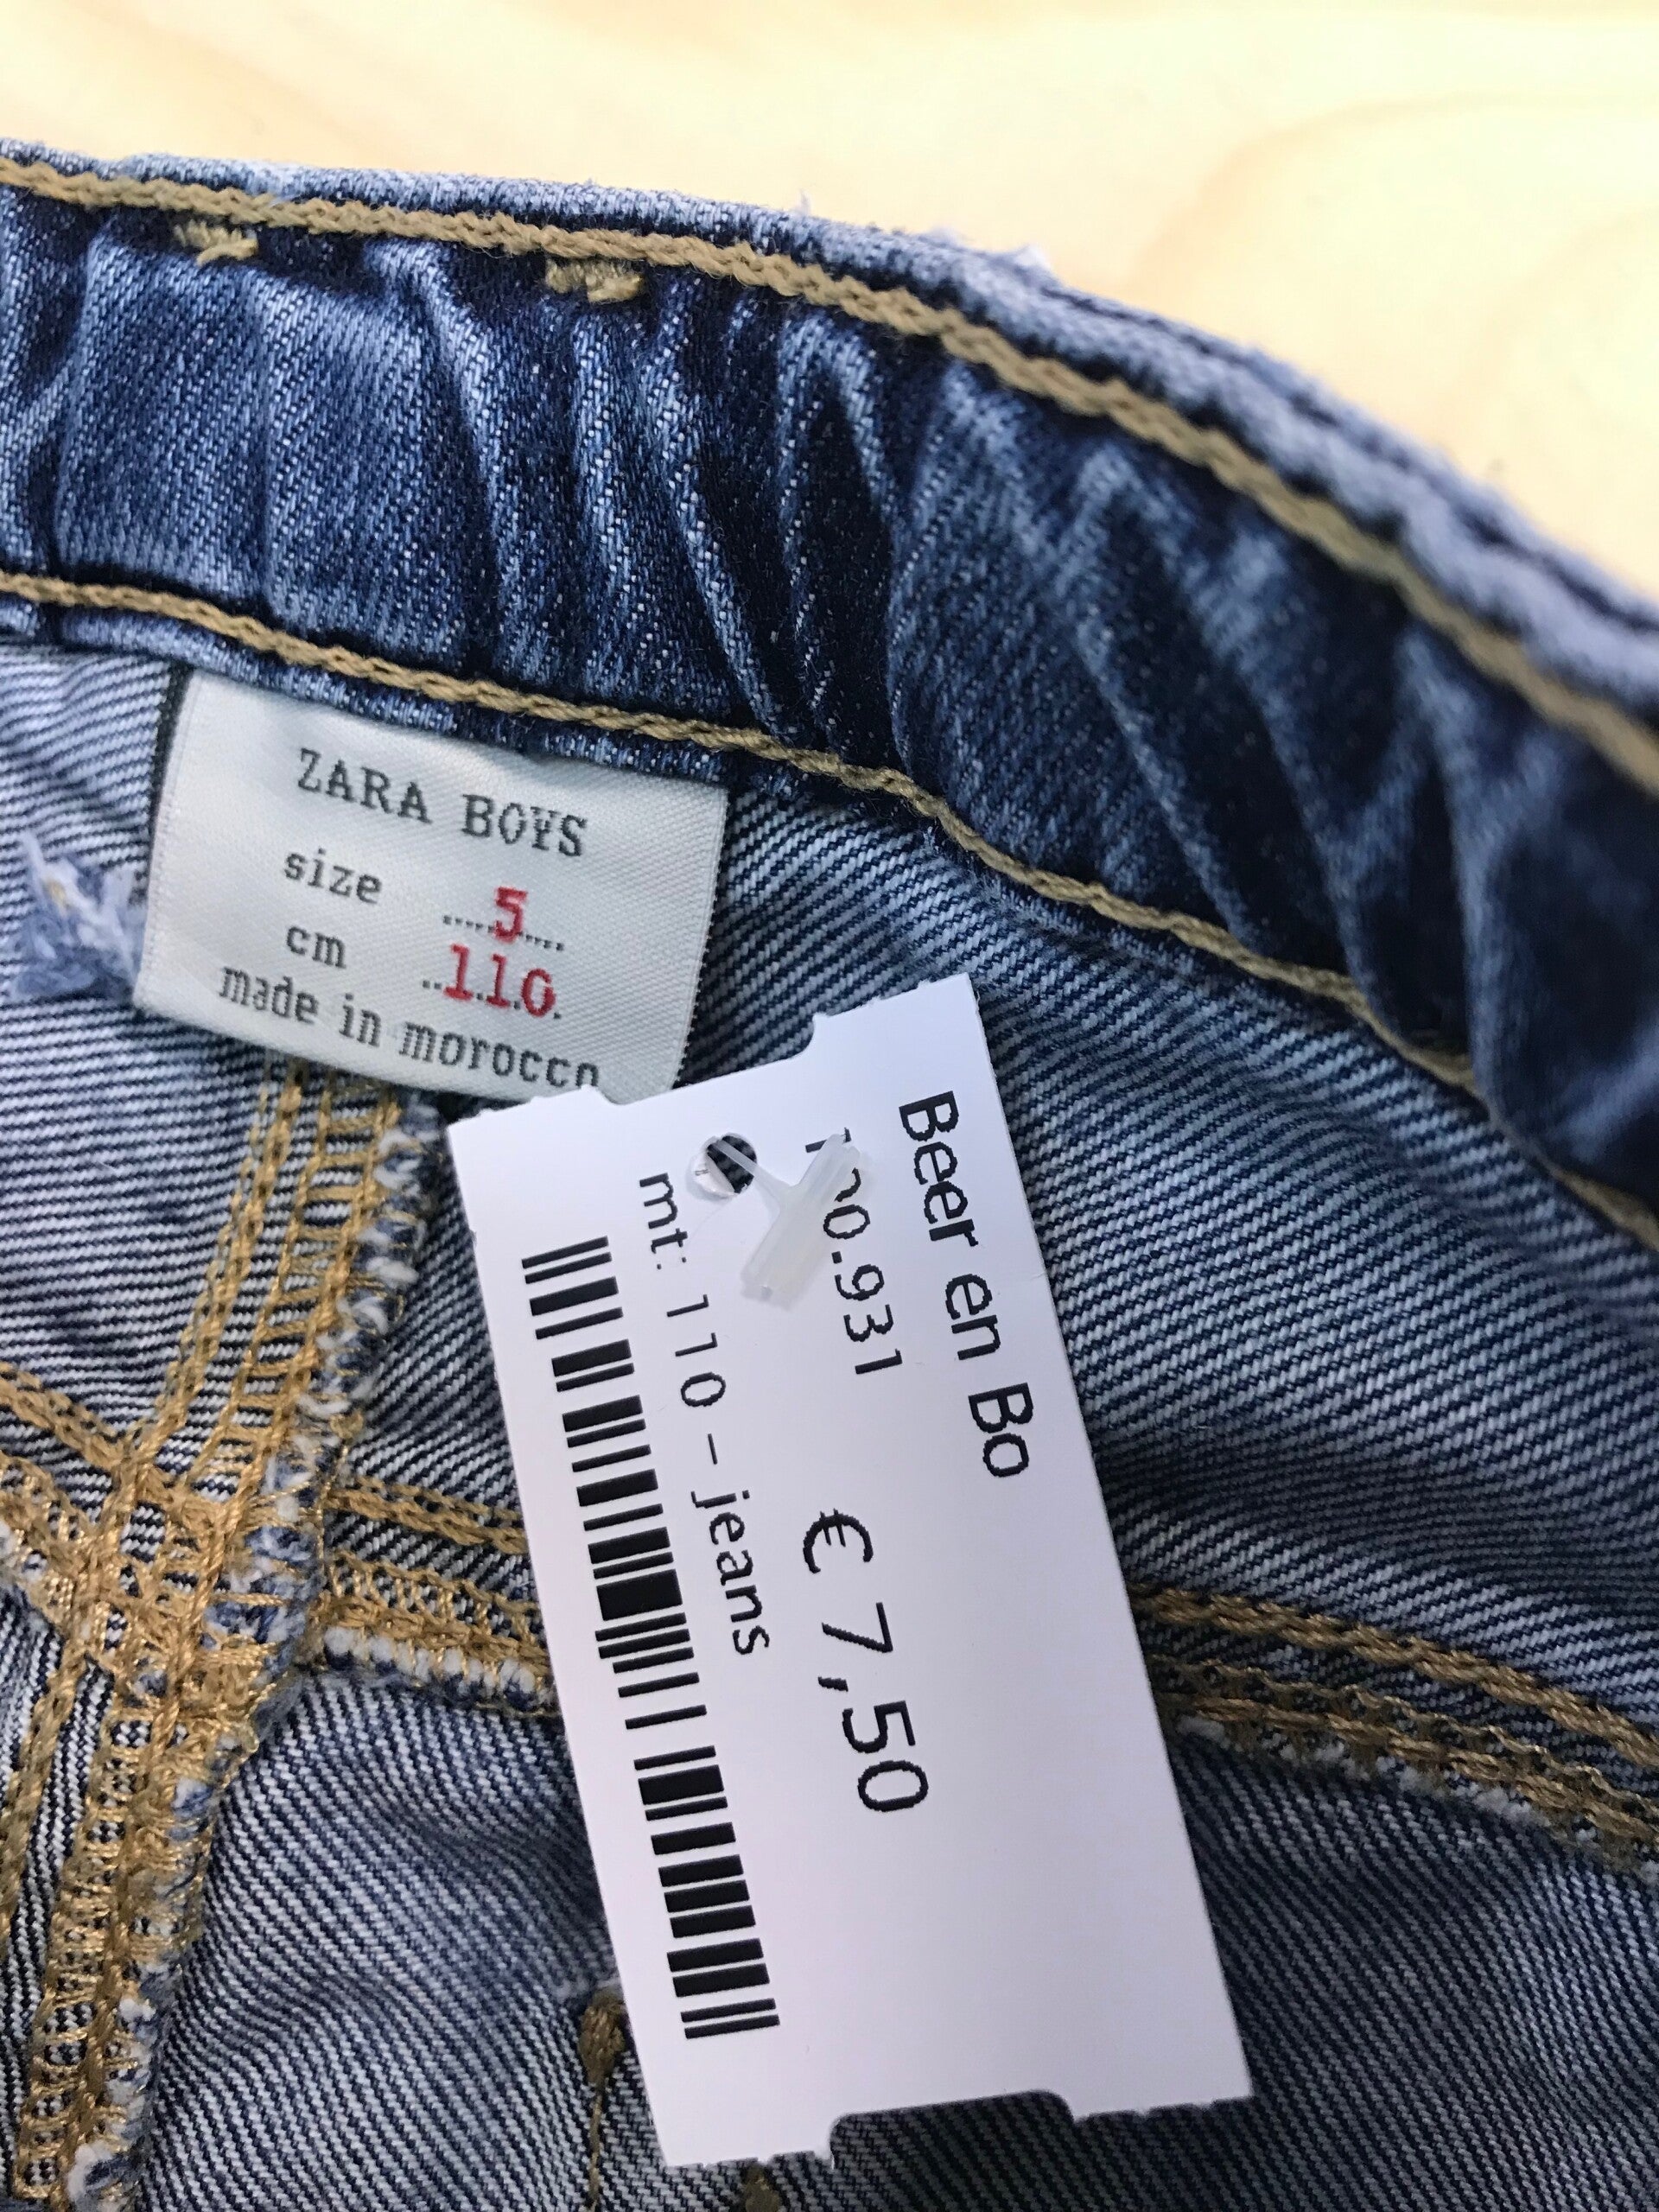 ZARA BOYS
size 5
cm 110
made in morocco
Beer en Bo
€ 7,50
mt: 110 - jeans